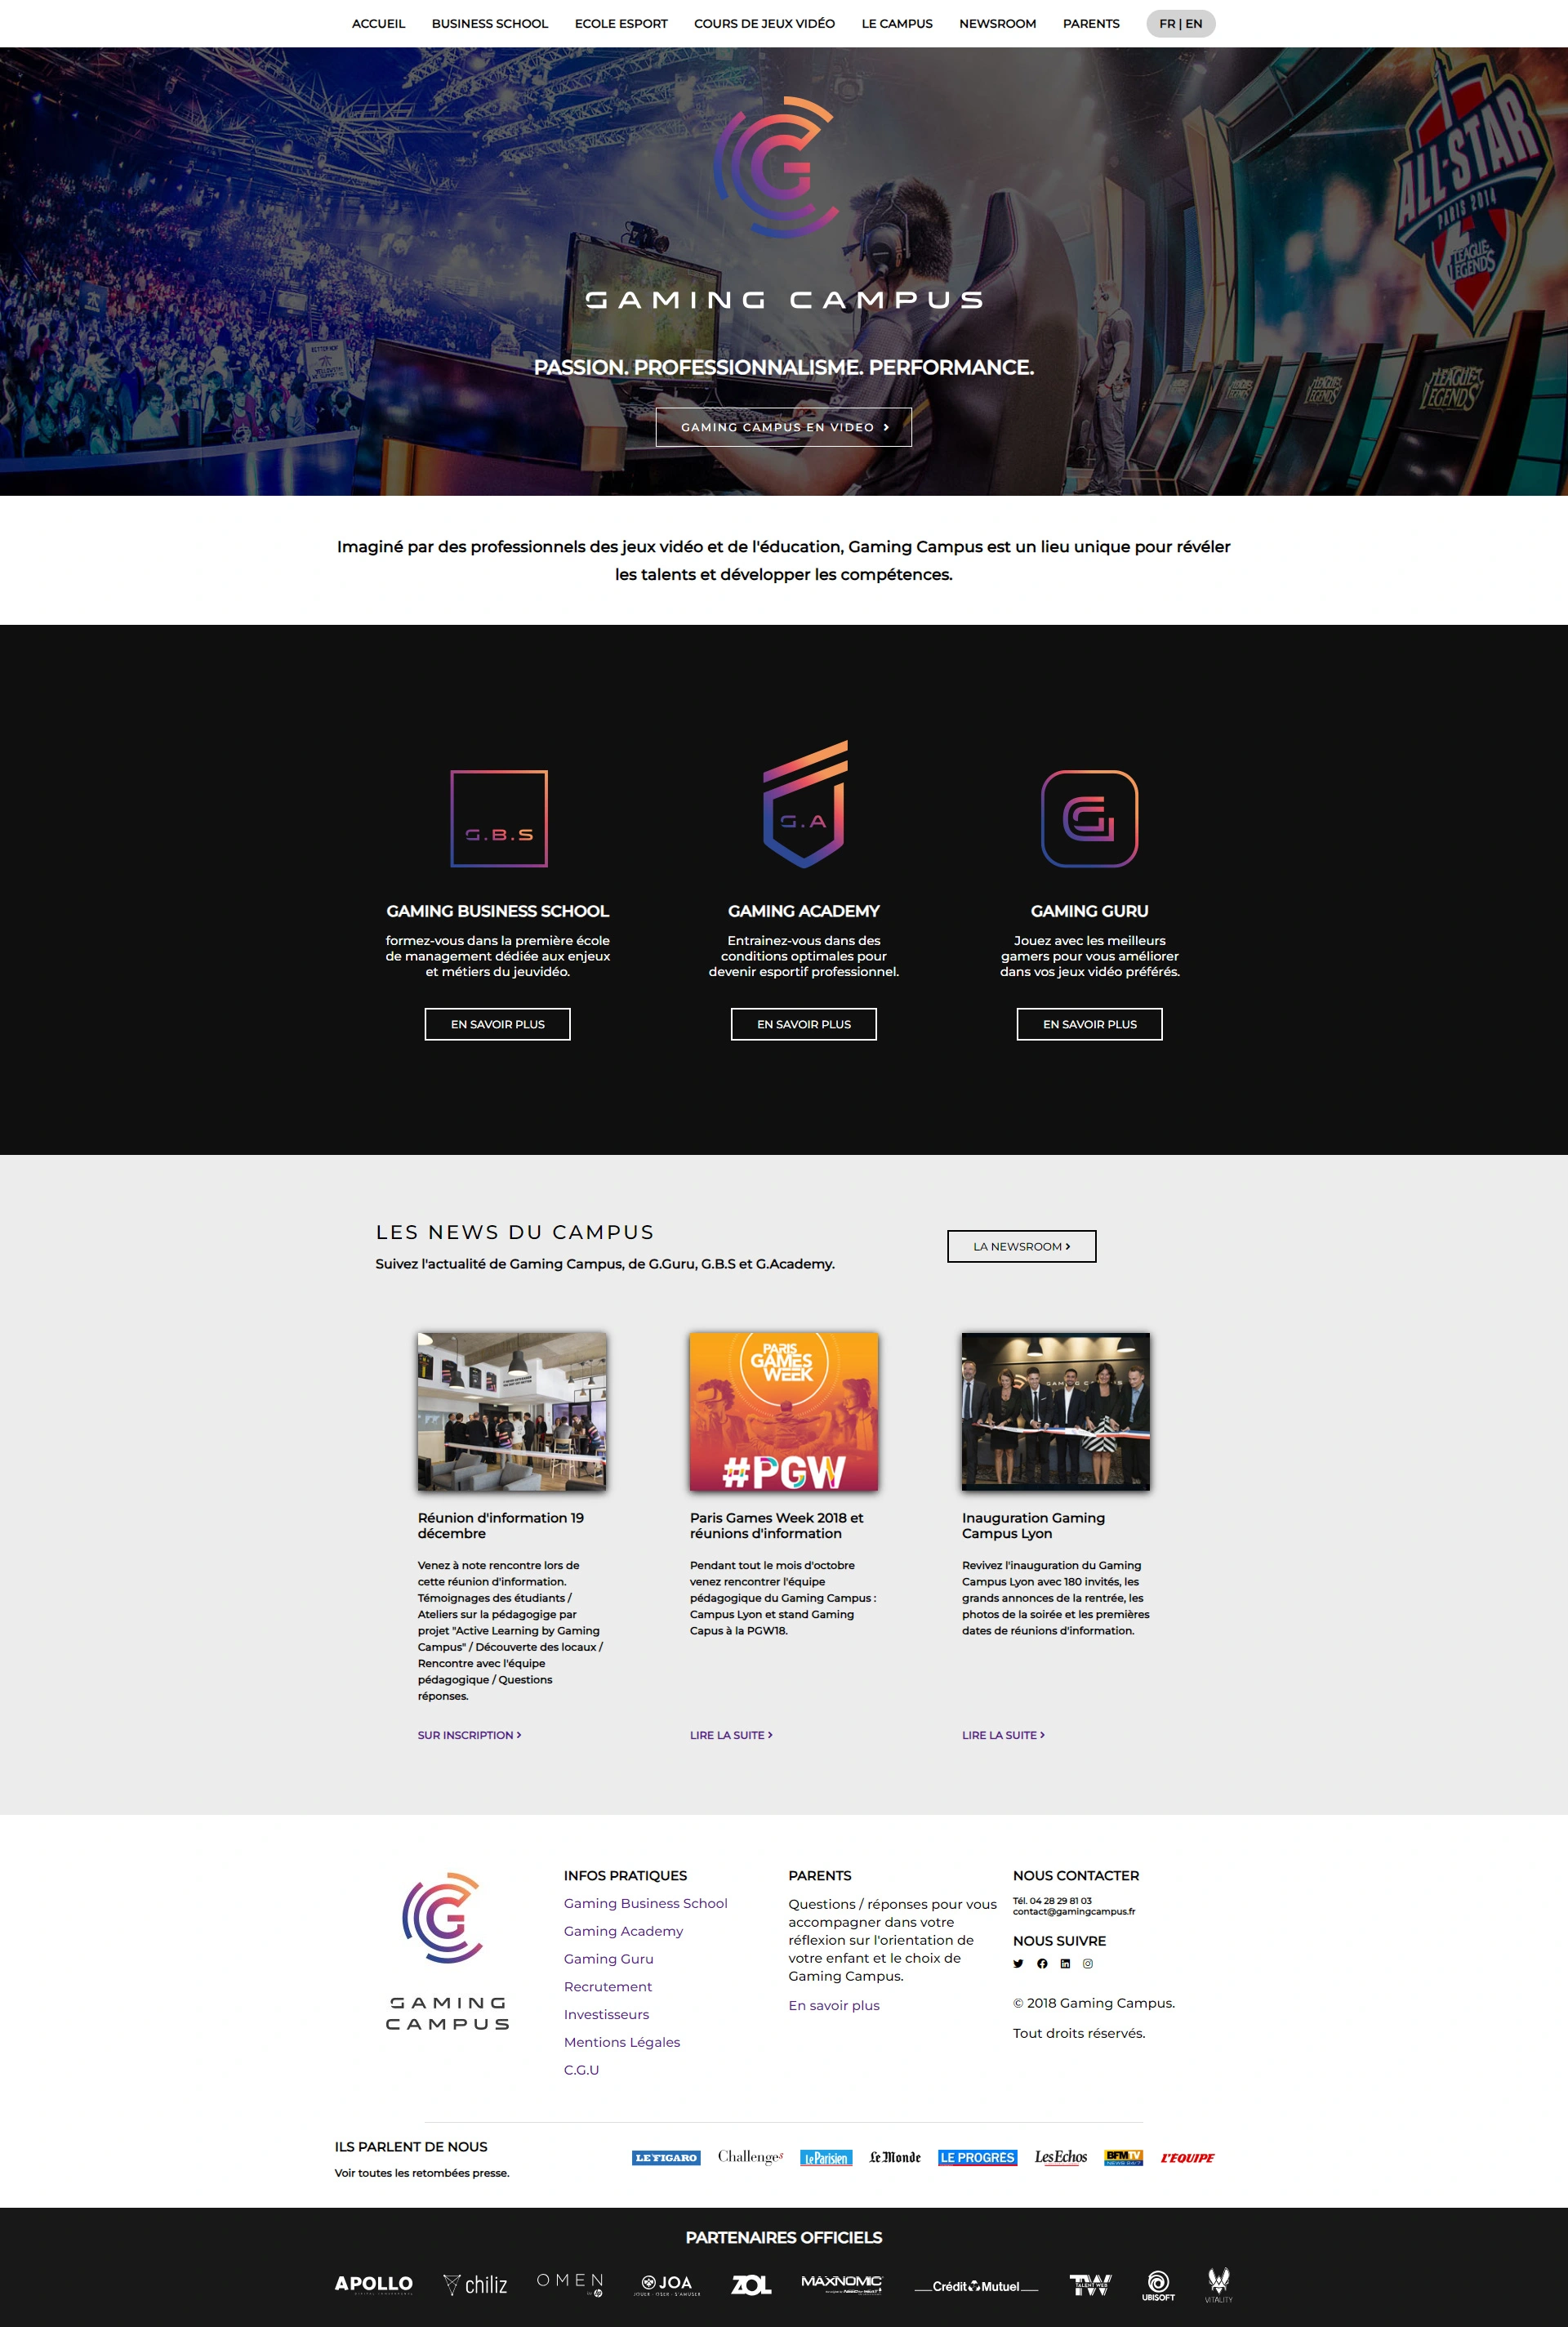 ACCUEIL BUSINESS SCHOOL ECOLE ESPORT COURS DE JEUX VIDÉO LE CAMPUS NEWSROOM PARENTS FR | EN
ALL-STAR
PARIS 2014
LEAGUE
LEGENDS
GAMING CAMPUS
PASSION. PROFESSIONNALISME. PERFORMANCE.
LEAGUE
LEGENDS
GAMING CAMPUS EN VIDEO
Imaginé par des professionnels des jeux vidéo et de l'éducation, Gaming Campus est un lieu unique pour révéler
les talents et développer les compétences.
G.B.S
GAMING BUSINESS SCHOOL
formez-vous dans la première école
de management dédiée aux enjeux
et métiers du jeuvidéo.
EN SAVOIR PLUS
G.A
GAMING ACADEMY
Entrainez-vous dans des
conditions optimales pour
devenir esportif professionnel.
EN SAVOIR PLUS
GAMING GURU
Jouez avec les meilleurs
gamers pour vous améliorer
dans vos jeux vidéo préférés.
EN SAVOIR PLUS
LES NEWS DU CAMPUS
Suivez l'actualité de Gaming Campus, de G.Guru, G.B.S et G.Academy.
LA NEWSROOM
Réunion d'information 19
décembre
Venez à note rencontre lors de
cette réunion d'information.
Témoignages des étudiants /
Ateliers sur la pédagogige par
projet "Active Learning by Gaming
Campus" / Découverte des locaux /
Rencontre avec l'équipe
pédagogique / Questions
réponses.
SUR INSCRIPTION
PARIS
GAMES
WEEK
#PGW
Paris Games Week 2018 et
réunions d'information
Pendant tout le mois d'octobre
venez rencontrer l'équipe
pédagogique du Gaming Campus :
Campus Lyon et stand Gaming
Capus à la PGW18.
LIRE LA SUITE
Inauguration Gaming
Campus Lyon
Revivez l'inauguration du Gaming
Campus Lyon avec 180 invités, les
grands annonces de la rentrée, les
photos de la soirée et les premières
dates de réunions d'information.
LIRE LA SUITE
GAMING
CAMPUS
INFOS PRATIQUES
Gaming Business School
Gaming Academy
Gaming Guru
Recrutement
Investisseurs
Mentions Légales
C.G.U
PARENTS
Questions / réponses pour vous
accompagner dans votre
réflexion sur l'orientation de
votre enfant et le choix de
Gaming Campus.
En savoir plus
NOUS CONTACTER
Tél. 04 28 29 81 03
contact@gamingcampus.fr
NOUS SUIVRE
© 2018 Gaming Campus.
Tout droits réservés.
ILS PARLENT DE NOUS
Voir toutes les retombées presse.
LE FIGARO Challenges Le Parisien Le Monde LE PROGRÈS Les Echos BFM TV L'ÉQUIPE
PARTENAIRES OFFICIELS
APOLLO chiliz OMEN JOA ZOL MAXNOMIC Crédit Mutuel TW UBISOFT VITALITY